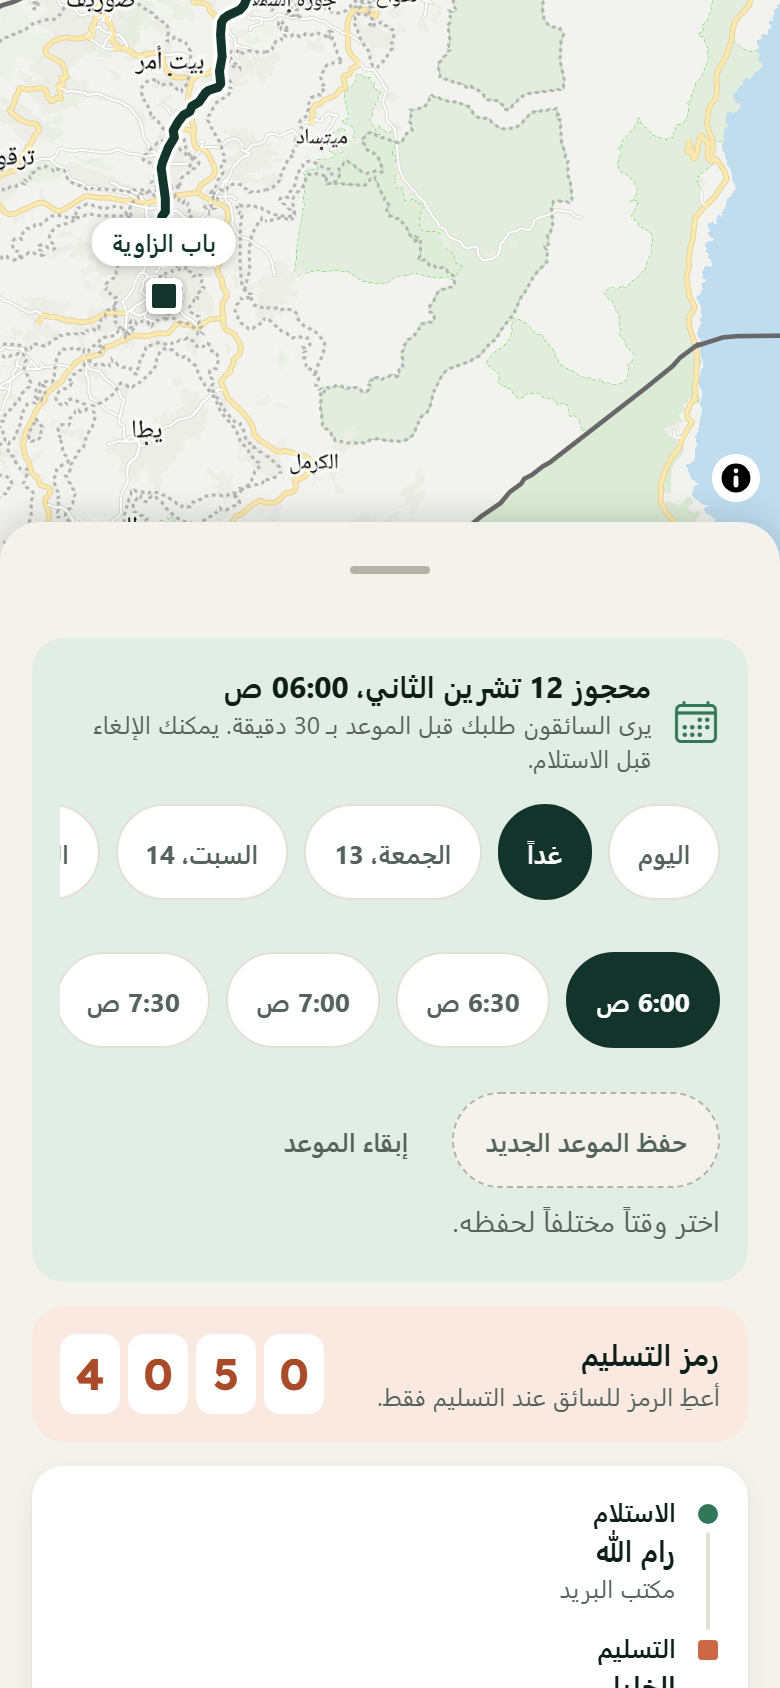 صوريف
بيت أمر
ميتساد
باب الزاوية
يطا
الكرمل
محجوز 12 تشرين الثاني، 06:00 ص
يرى السائقون طلبك قبل الموعد بـ 30 دقيقة. يمكنك الإلغاء
قبل الاستلام.
اليوم
غداً
الجمعة، 13
السبت، 14
6:00 ص
6:30 ص
7:00 ص
7:30 ص
حفظ الموعد الجديد
إبقاء الموعد
اختر وقتاً مختلفاً لحفظه.
رمز التسليم
4 0 5 0
أعطِ الرمز للسائق عند التسليم فقط.
الاستلام
رام الله
مكتب البريد
التسليم